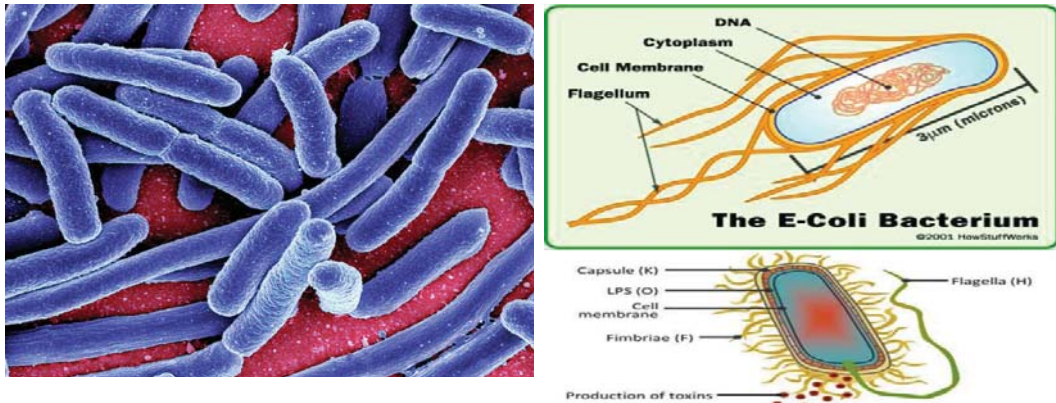 DNA
Cytoplasm
Cell Membrane
Flagellum
3µm (microns)
The E-Coli Bacterium
©2001 HowStuffWorks
Capsule (K)
LPS (O)
Cell
membrane
Fimbriae (F)
Flagella (H)
Production of toxins